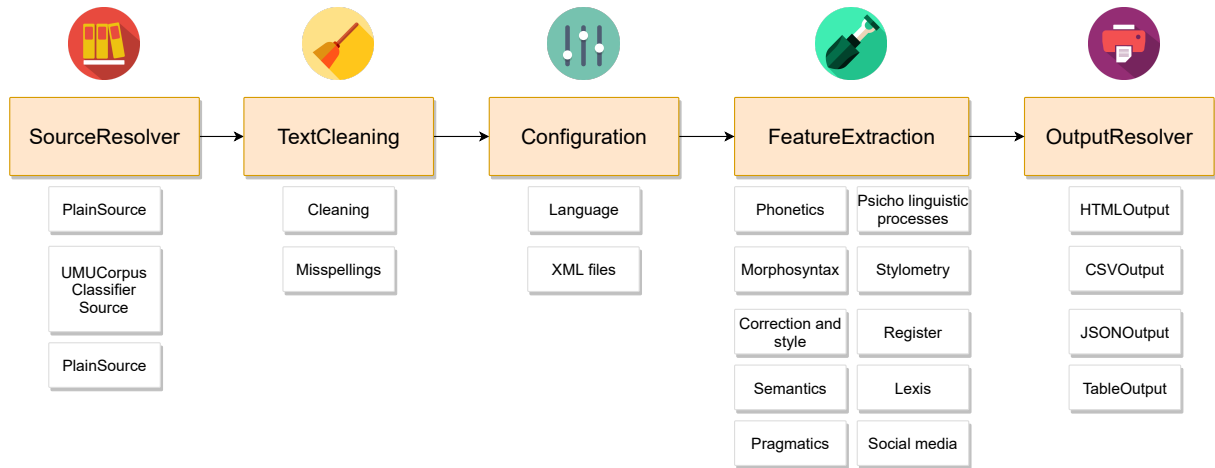 SourceResolver
TextCleaning
Configuration
FeatureExtraction
OutputResolver
PlainSource
UMUCorpus
Classifier
Source
PlainSource
Cleaning
Misspellings
Language
XML files
Phonetics
Psicho linguistic
processes
Morphosyntax
Stylometry
Correction and
style
Register
Semantics
Lexis
Pragmatics
Social media
HTMLOutput
CSVOutput
JSONOutput
TableOutput